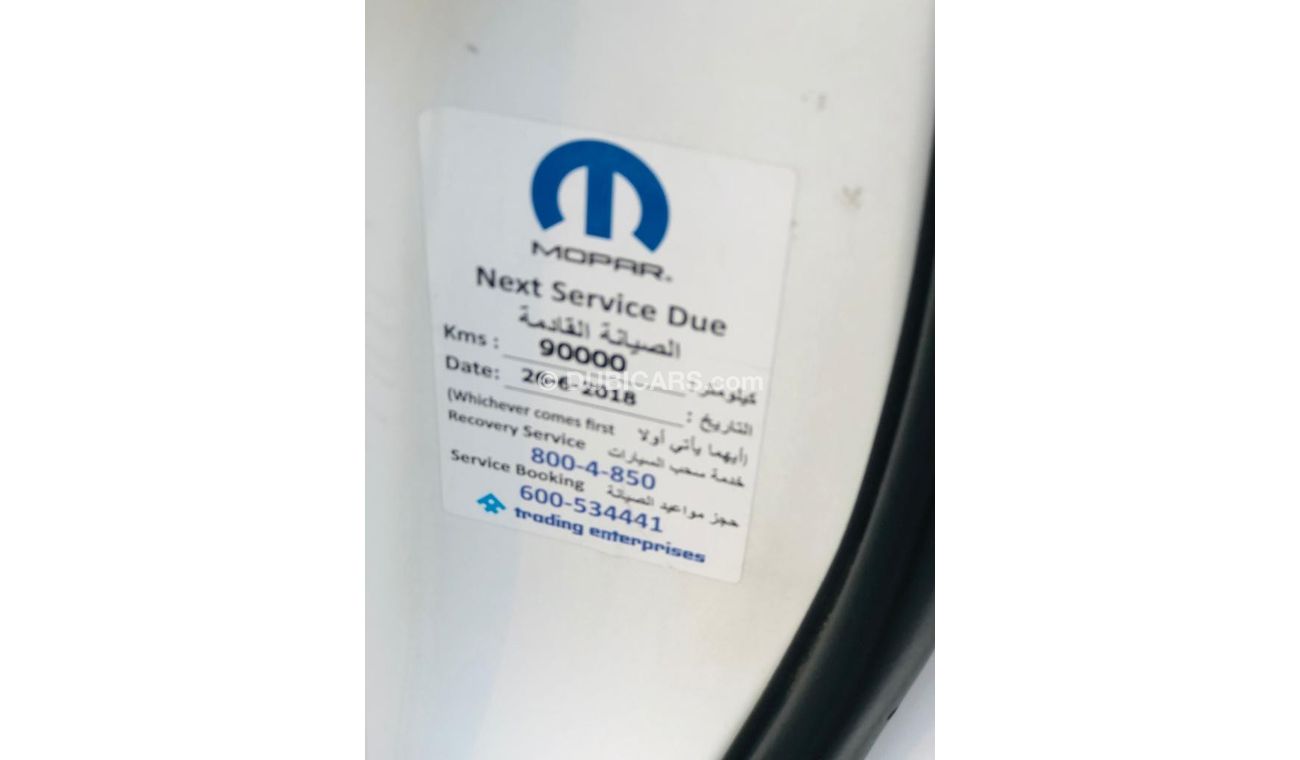 MOPAR®
Next Service Due
الصيانة القادمة
Kms : 90000 كيلومتر :
Date: 2018 التاريخ :
(Whichever comes first أيهما يأتي أولا)
Recovery Service خدمة سحب السيارات
800-4-850
Service Booking حجز مواعيد الصيانة
600-534441
trading enterprises
© DUBICARS.com